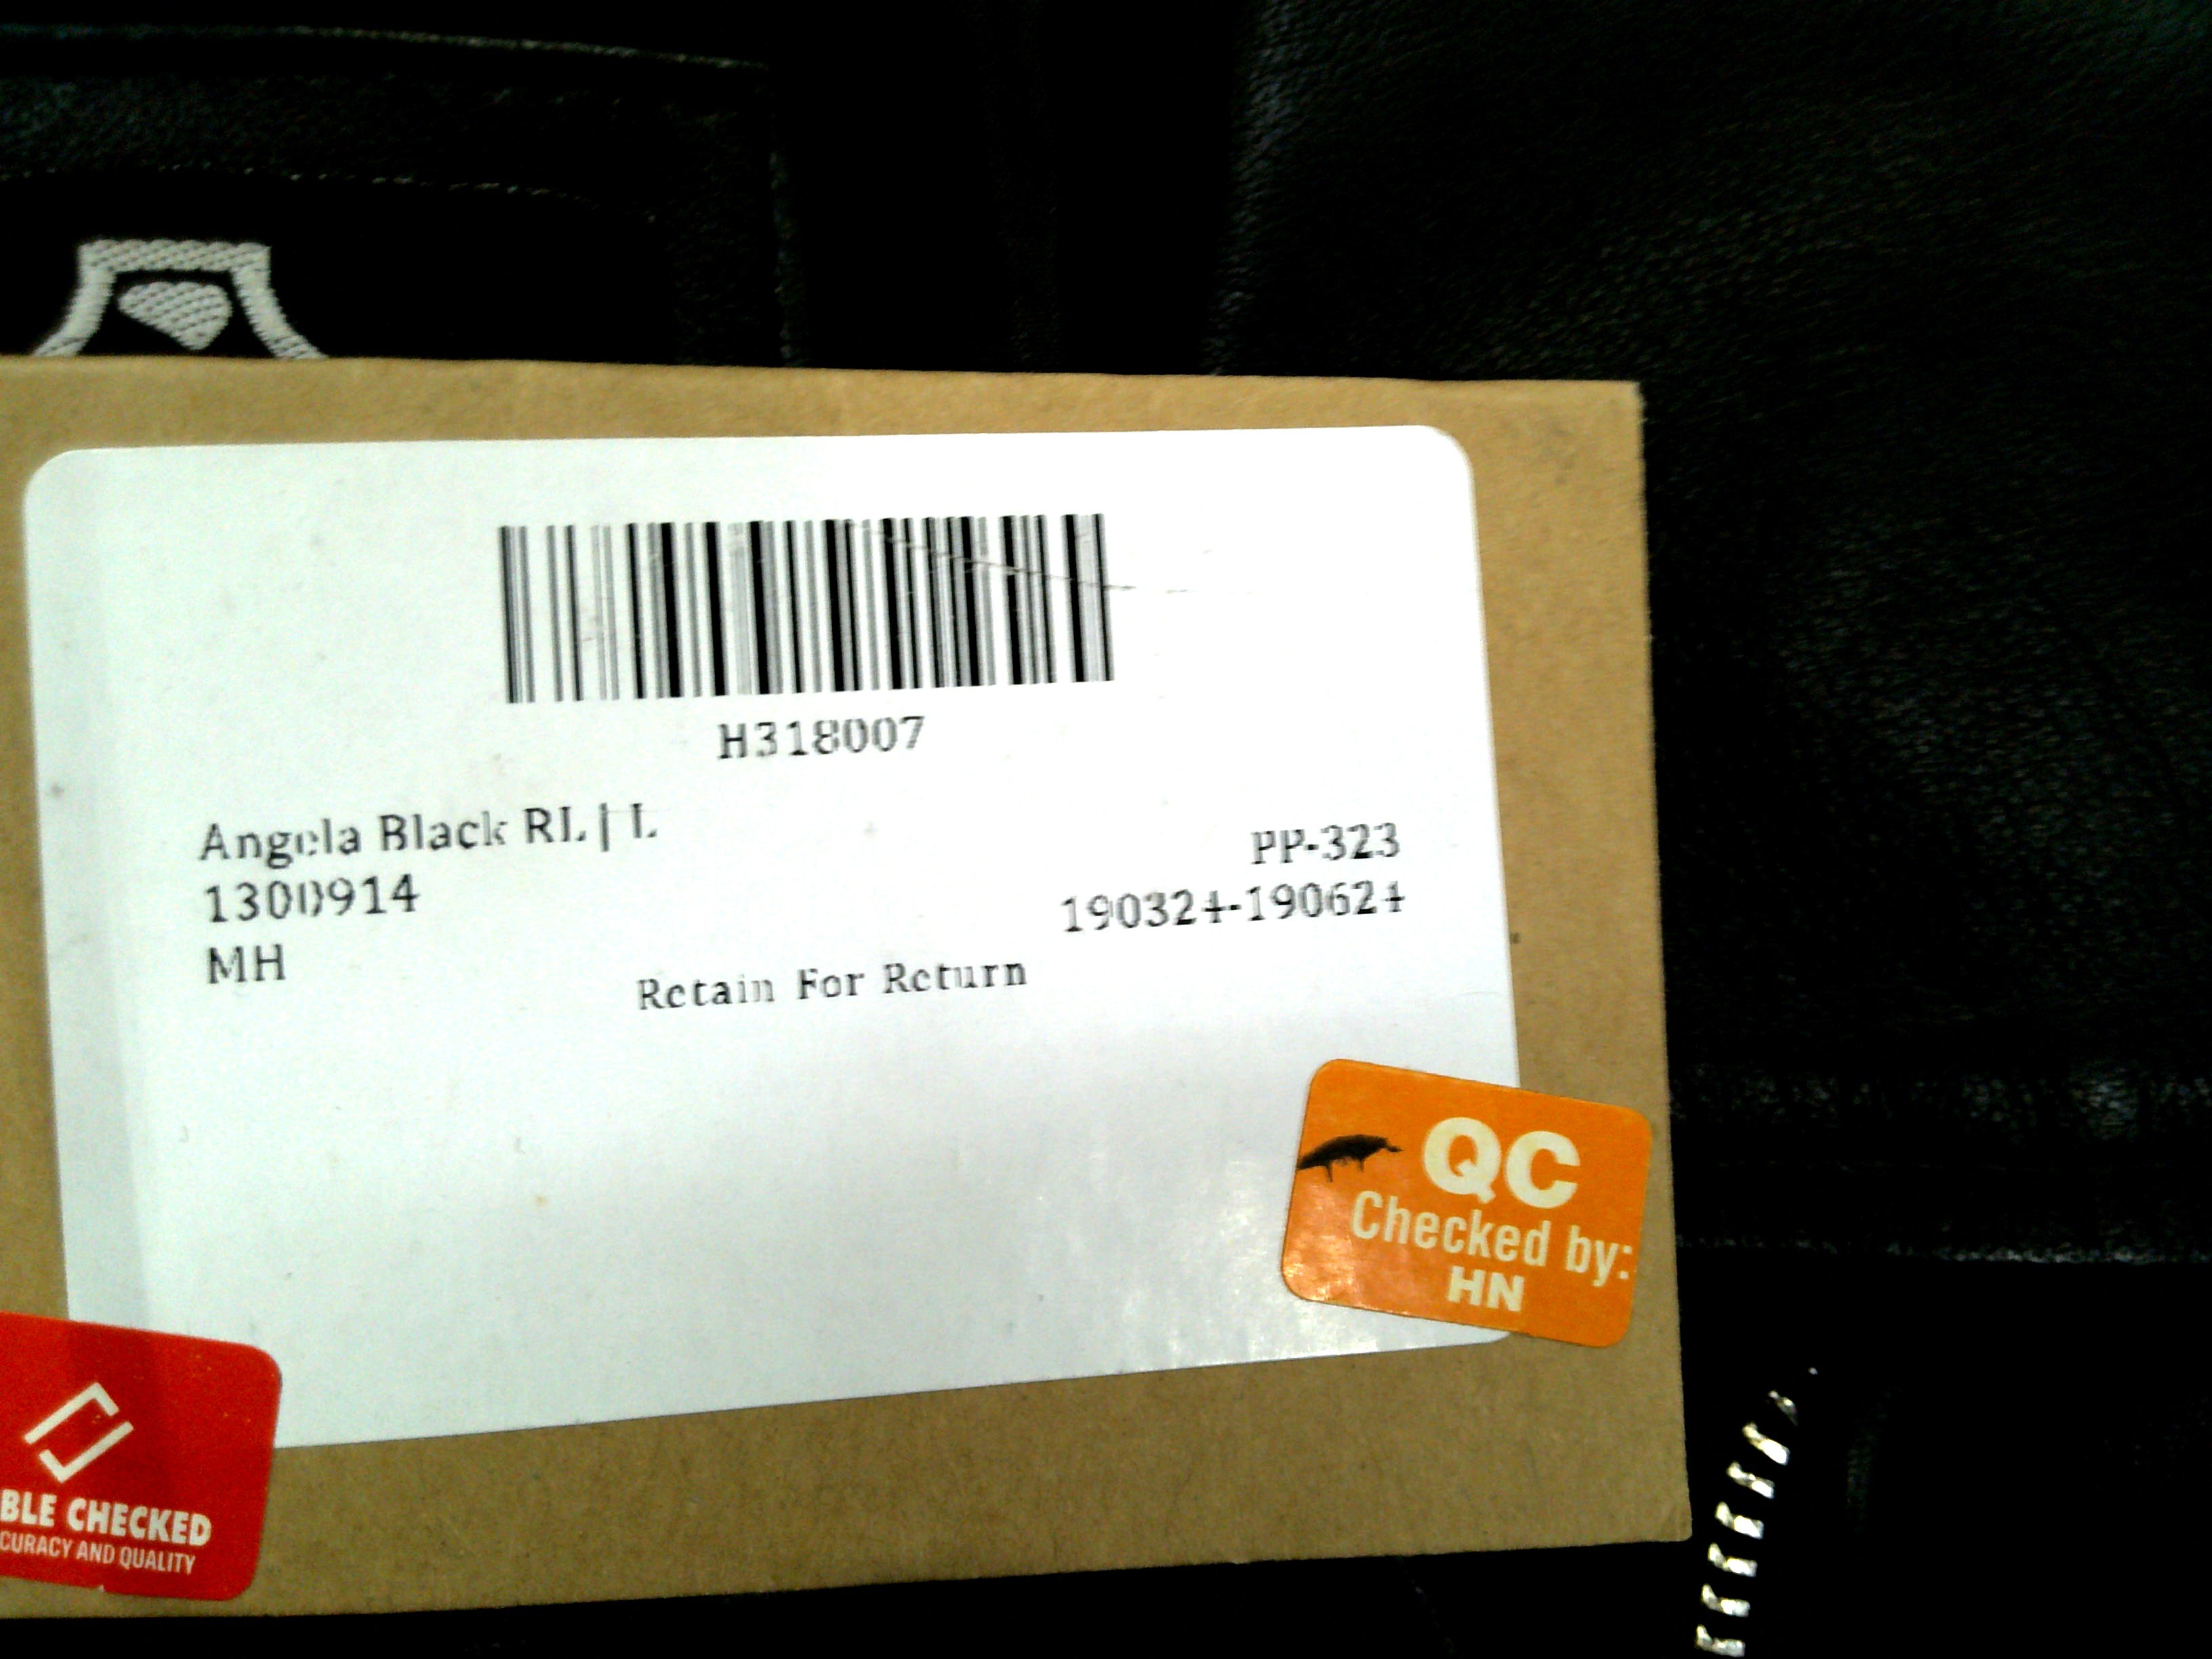 H318007
Angela Black RL | L
1300914
MH
PP-323
190324-190624
Retain For Return
QC
Checked by:
HN
BLE CHECKED
CURACY AND QUALITY